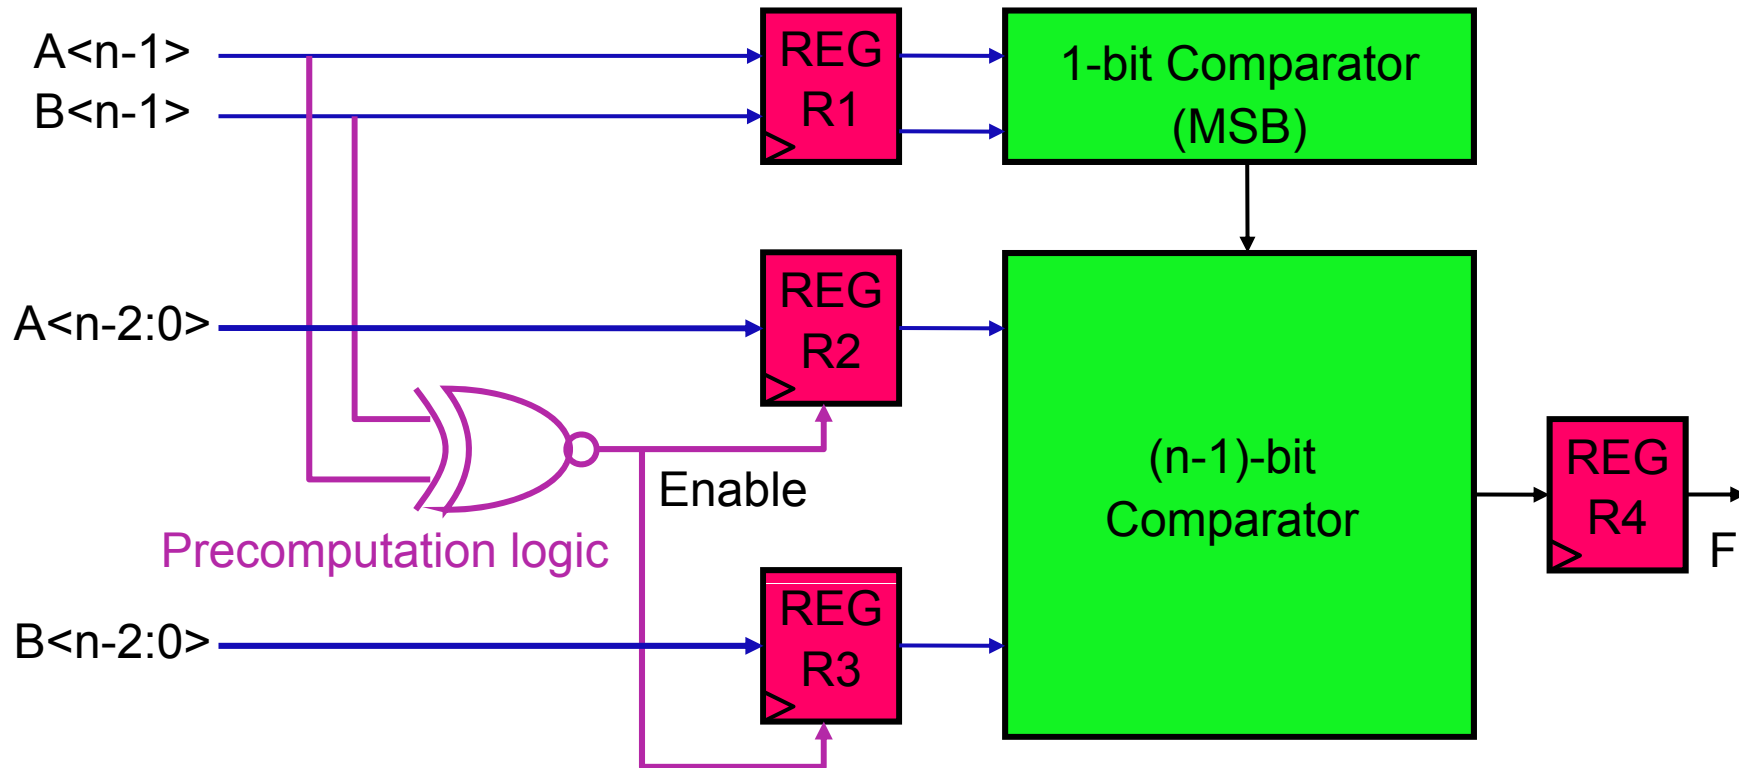 A<n-1>
B<n-1>
REG
R1
1-bit Comparator
(MSB)
A<n-2:0>
REG
R2
Enable
Precomputation logic
(n-1)-bit
Comparator
REG
R4
F
B<n-2:0>
REG
R3